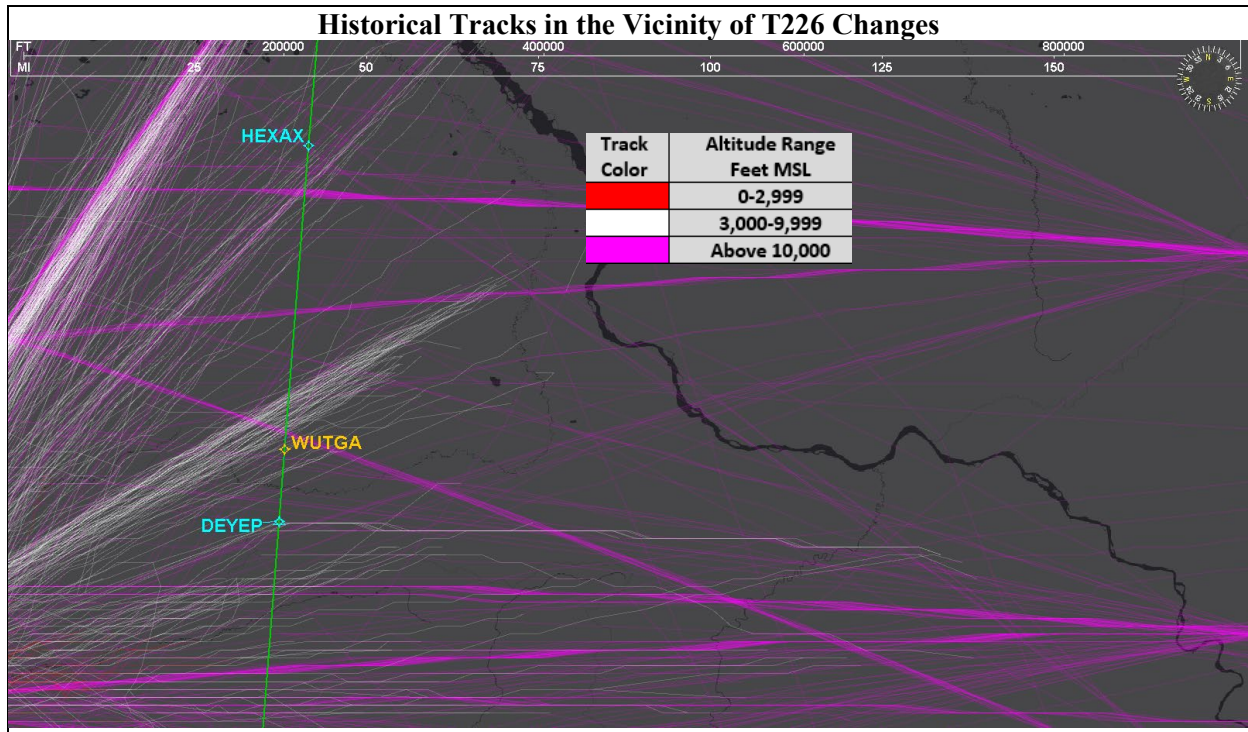 Historical Tracks in the Vicinity of T226 Changes
FT 200000 400000 600000 800000
MI 25 50 75 100 125 150
N
E
S
W
HEXAX
Track Color Altitude Range Feet MSL
0-2,999
3,000-9,999
Above 10,000
WUTGA
DEYEP